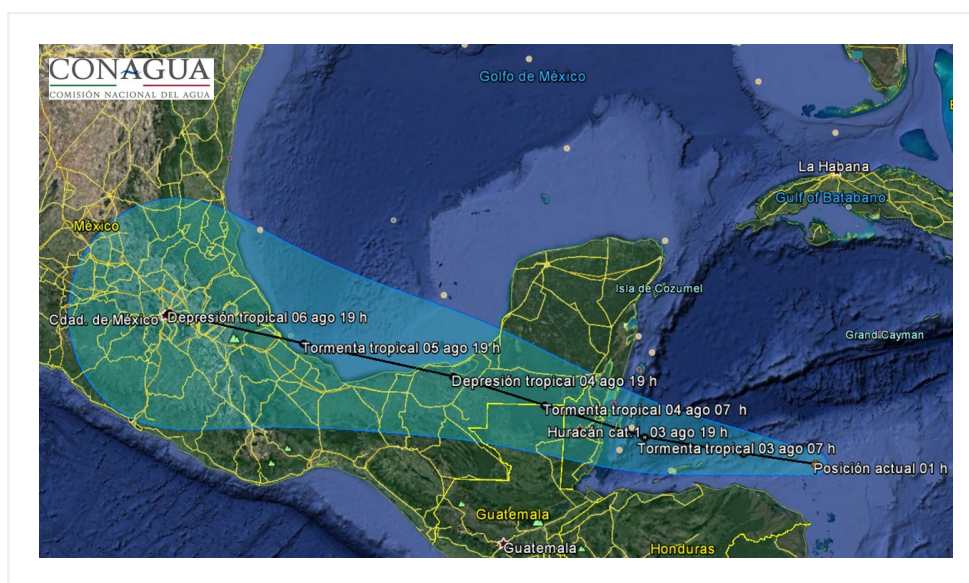 CONAGUA
COMISIÓN NACIONAL DEL AGUA
Golfo de México
La Habana
Gulf of Batabano
México
Isla de Cozumel
Cdad. de México
Depresión tropical 06 ago 19 h
Grand Cayman
Tormenta tropical 05 ago 19 h
Depresión tropical 04 ago 19 h
Tormenta tropical 04 ago 07 h
Huracán cat.1, 03 ago 19 h
Tormenta tropical 03 ago 07 h
Posición actual 01 h
Guatemala
Guatemala
Honduras